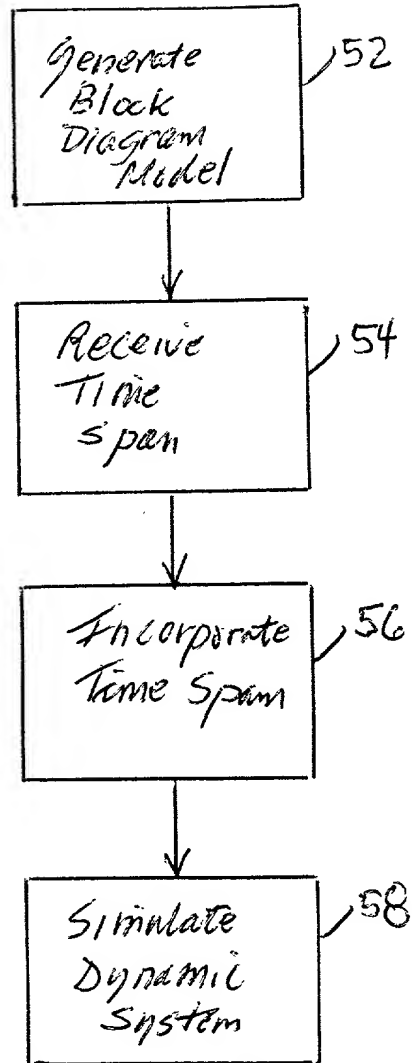 Generate 52
Block
Diagram
Model
Receive 54
Time
Span
Incorporate 56
Time Span
Simulate 58
Dynamic
System